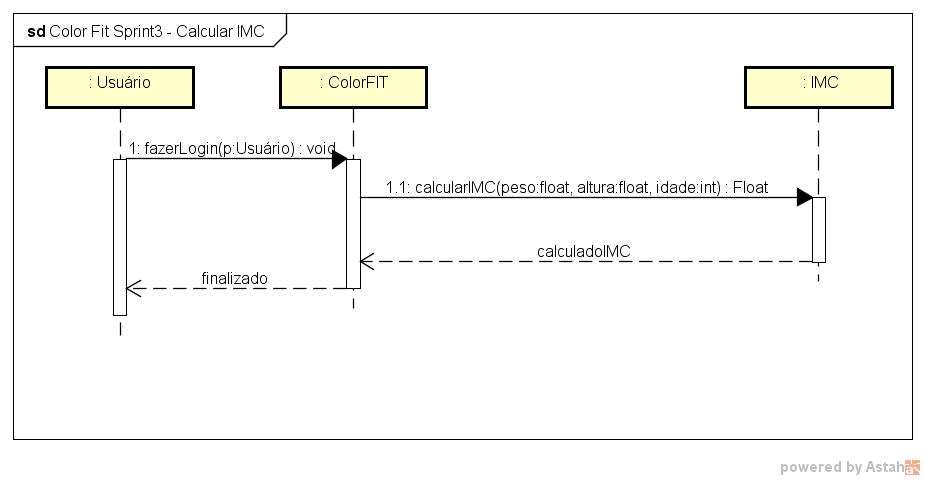 sd Color Fit Sprint3 - Calcular IMC
: Usuário
: ColorFIT
: IMC
1: fazerLogin(p:Usuário) : void
1.1: calcularIMC(peso:float, altura:float, idade:int) : Float
calculadoIMC
finalizado
powered by Astah